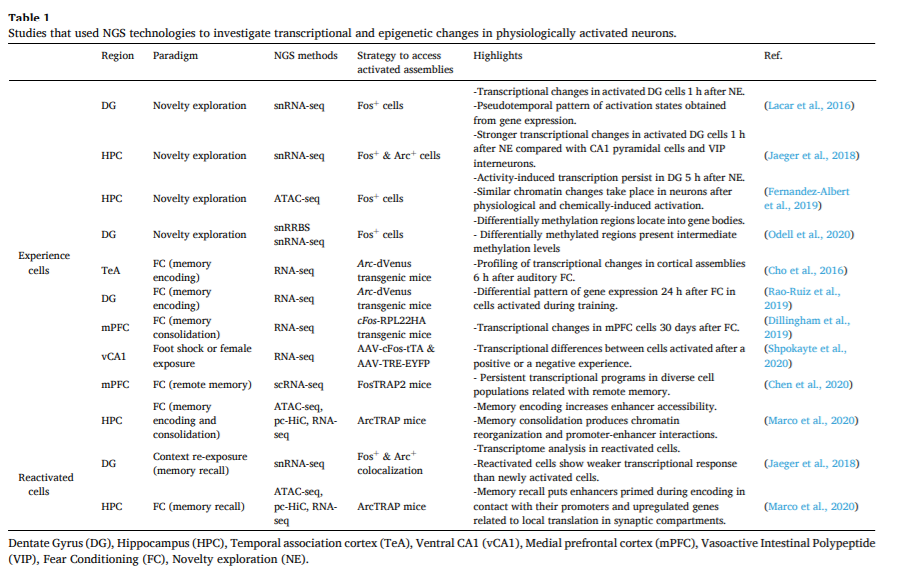 Table 1
Studies that used NGS technologies to investigate transcriptional and epigenetic changes in physiologically activated neurons.
Region
Paradigm
NGS methods
Strategy to access
activated assemblies
Highlights
Ref.
Experience
cells
DG
Novelty exploration
snRNA-seq
Fos⁺ cells
-Transcriptional changes in activated DG cells 1 h after NE.
-Pseudotemporal pattern of activation states obtained
from gene expression.
(Lacar et al., 2016)
HPC
Novelty exploration
snRNA-seq
Fos⁺ & Arc⁺ cells
-Stronger transcriptional changes in activated DG cells 1 h
after NE compared with CA1 pyramidal cells and VIP
interneurons.
-Activity-induced transcription persist in DG 5 h after NE.
(Jaeger et al., 2018)
HPC
Novelty exploration
ATAC-seq
Fos⁺ cells
-Similar chromatin changes take place in neurons after
physiological and chemically-induced activation.
(Fernandez-Albert
et al., 2019)
DG
Novelty exploration
snRRBS
snRNA-seq
Fos⁺ cells
-Differentially methylation regions locate into gene bodies.
- Differentially methylated regions present intermediate
methylation levels
(Odell et al., 2020)
TeA
FC (memory
encoding)
RNA-seq
Arc-dVenus
transgenic mice
-Profiling of transcriptional changes in cortical assemblies
6 h after auditory FC.
(Cho et al., 2016)
DG
FC (memory
encoding)
RNA-seq
Arc-dVenus
transgenic mice
-Differential pattern of gene expression 24 h after FC in
cells activated during training.
(Rao-Ruiz et al.,
2019)
mPFC
FC (memory
consolidation)
RNA-seq
cFos-RPL22HA
transgenic mice
-Transcriptional changes in mPFC cells 30 days after FC.
(Dillingham et al.,
2019)
vCA1
Foot shock or female
exposure
RNA-seq
AAV-cFos-tTA &
AAV-TRE-EYFP
-Transcriptional differences between cells activated after a
positive or a negative experience.
(Shpokayte et al.,
2020)
mPFC
FC (remote memory)
scRNA-seq
FosTRAP2 mice
- Persistent transcriptional programs in diverse cell
populations related with remote memory.
(Chen et al., 2020)
HPC
FC (memory
encoding and
consolidation)
ATAC-seq,
pc-HiC, RNA-
seq
ArcTRAP mice
-Memory encoding increases enhancer accessibility.
-Memory consolidation produces chromatin
reorganization and promoter-enhancer interactions.
(Marco et al., 2020)
Reactivated
cells
DG
Context re-exposure
(memory recall)
snRNA-seq
Fos⁺ & Arc⁺
colocalization
-Transcriptome analysis in reactivated cells.
-Reactivated cells show weaker transcriptional response
than newly activated cells.
(Jaeger et al., 2018)
HPC
FC (memory recall)
ATAC-seq,
pc-HiC, RNA-
seq
ArcTRAP mice
-Memory recall puts enhancers primed during encoding in
contact with their promoters and upregulated genes
related to local translation in synaptic compartments.
(Marco et al., 2020)
Dentate Gyrus (DG), Hippocampus (HPC), Temporal association cortex (TeA), Ventral CA1 (vCA1), Medial prefrontal cortex (mPFC), Vasoactive Intestinal Polypeptide
(VIP), Fear Conditioning (FC), Novelty exploration (NE).